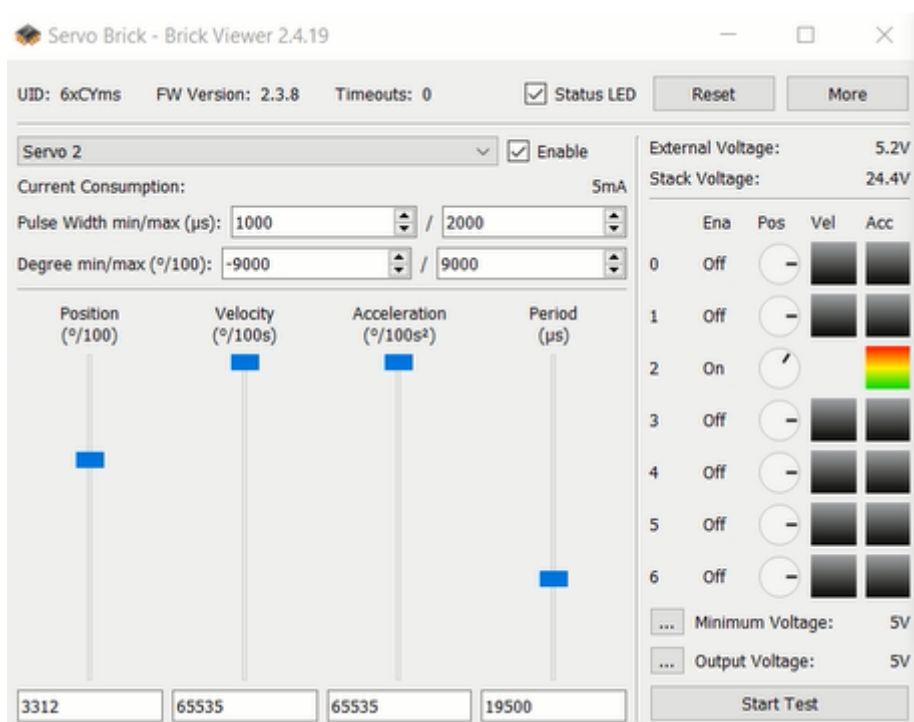 Servo Brick - Brick Viewer 2.4.19
UID: 6xCYms FW Version: 2.3.8 Timeouts: 0 Status LED Reset More
Servo 2 Enable
Current Consumption: 5mA
Pulse Width min/max (µs): 1000 / 2000
Degree min/max (°/100): -9000 / 9000
Position Velocity Acceleration Period
(°/100) (°/100s) (°/100s²) (µs)
3312 65535 65535 19500
External Voltage: 5.2V
Stack Voltage: 24.4V
Ena Pos Vel Acc
0 Off
1 Off
2 On
3 Off
4 Off
5 Off
6 Off
... Minimum Voltage: 5V
... Output Voltage: 5V
Start Test